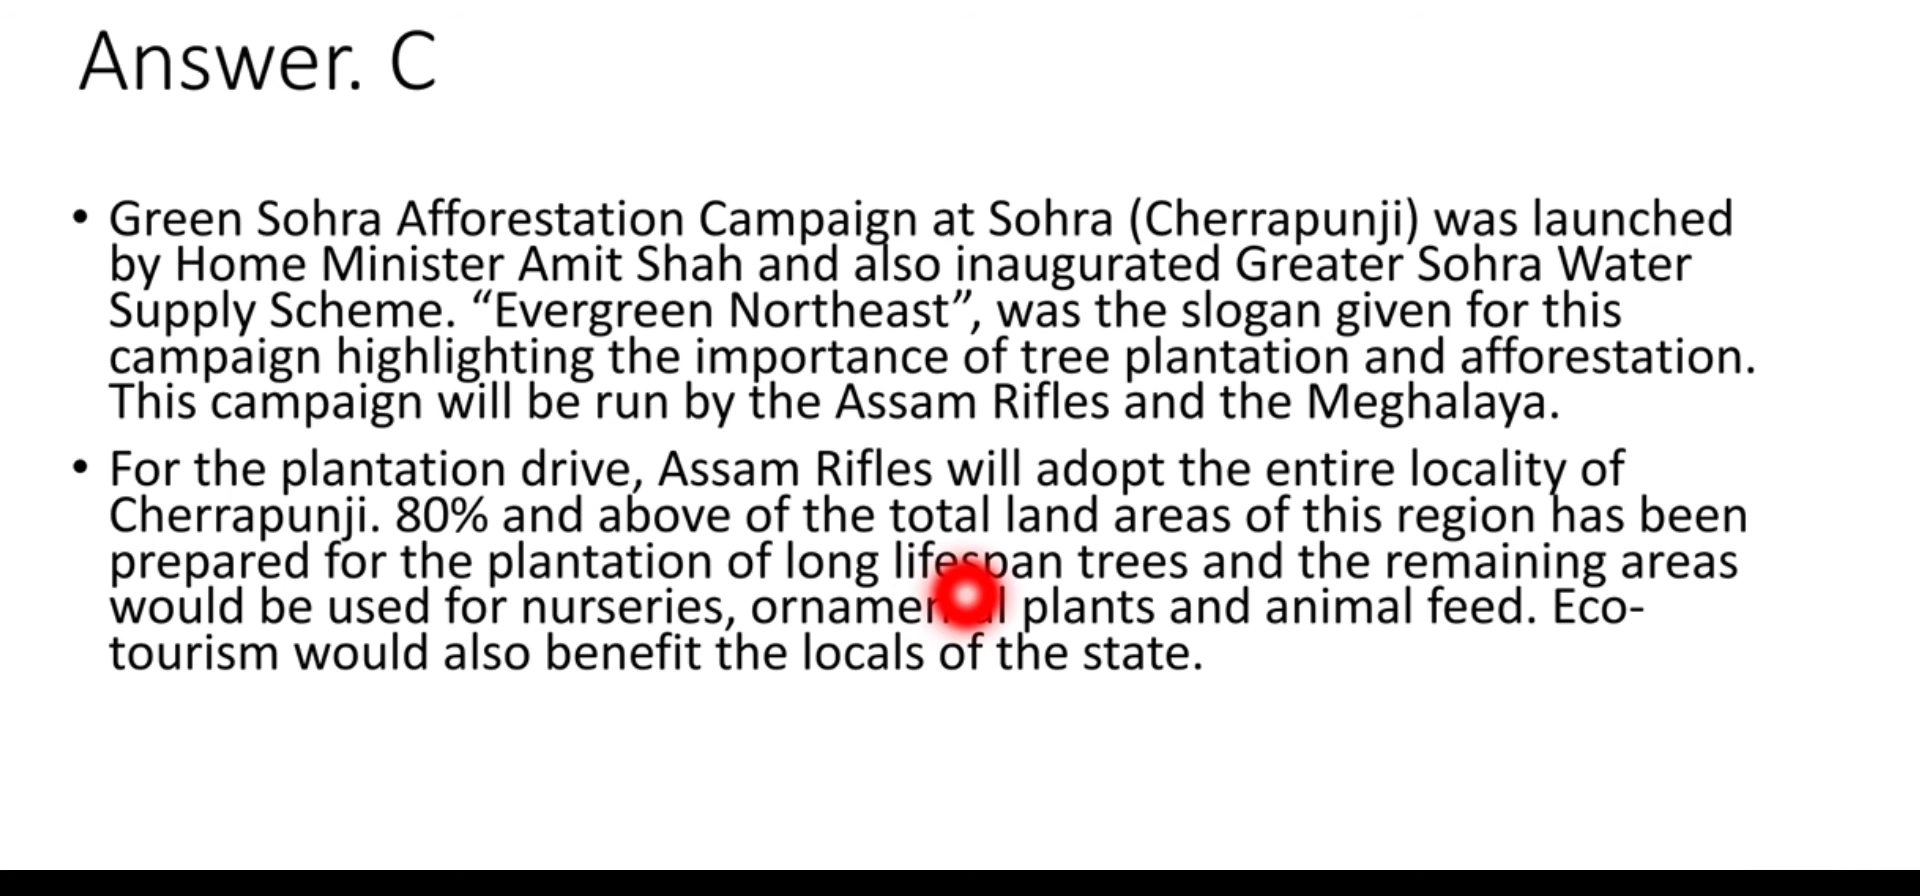 Answer. C
• Green Sohra Afforestation Campaign at Sohra (Cherrapunji) was launched
by Home Minister Amit Shah and also inaugurated Greater Sohra Water
Supply Scheme. “Evergreen Northeast”, was the slogan given for this
campaign highlighting the importance of tree plantation and afforestation.
This campaign will be run by the Assam Rifles and the Meghalaya.
• For the plantation drive, Assam Rifles will adopt the entire locality of
Cherrapunji. 80% and above of the total land areas of this region has been
prepared for the plantation of long lifespan trees and the remaining areas
would be used for nurseries, ornamental plants and animal feed. Eco-
tourism would also benefit the locals of the state.